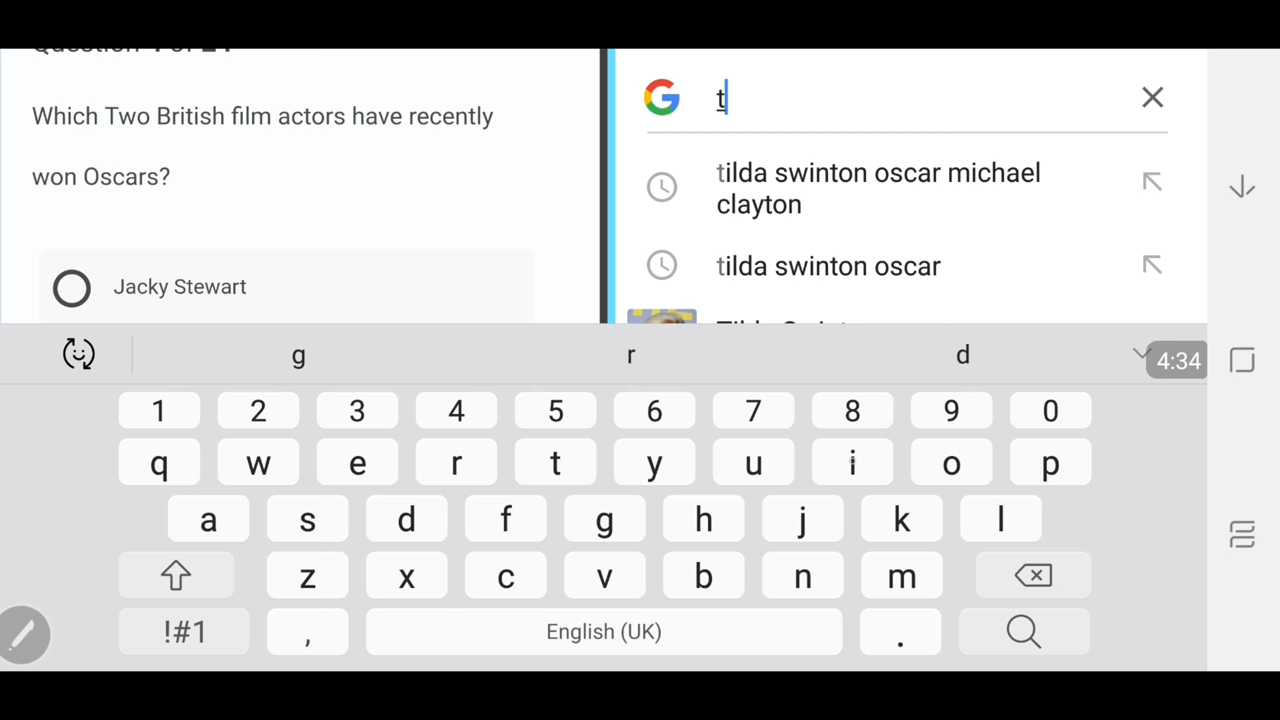 Which Two British film actors have recently
won Oscars?
Jacky Stewart
t
tilda swinton oscar michael
clayton
tilda swinton oscar
g r d
4:34
1 2 3 4 5 6 7 8 9 0
q w e r t y u i o p
a s d f g h j k l
z x c v b n m
!#1 , English (UK) .